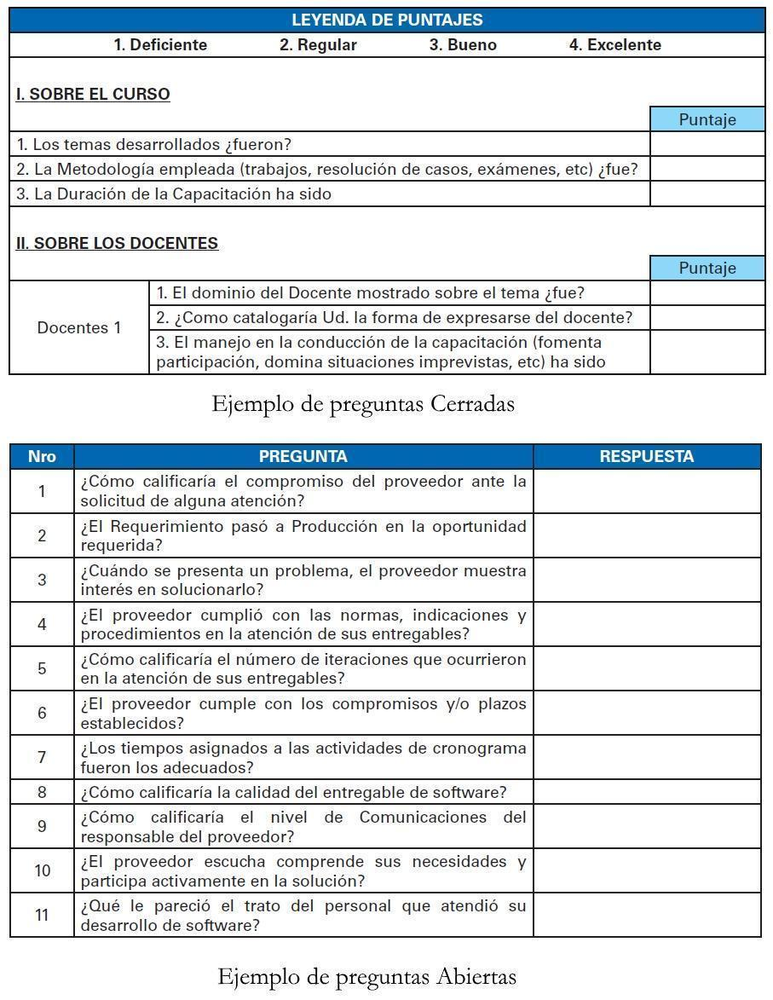 LEYENDA DE PUNTAJES
1. Deficiente 2. Regular 3. Bueno 4. Excelente
I. SOBRE EL CURSO
Puntaje
1. Los temas desarrollados ¿fueron?
2. La Metodología empleada (trabajos, resolución de casos, exámenes, etc) ¿fue?
3. La Duración de la Capacitación ha sido
II. SOBRE LOS DOCENTES
Puntaje
Docentes 1
1. El dominio del Docente mostrado sobre el tema ¿fue?
2. ¿Como catalogaría Ud. la forma de expresarse del docente?
3. El manejo en la conducción de la capacitación (fomenta
participación, domina situaciones imprevistas, etc) ha sido
Ejemplo de preguntas Cerradas
Nro PREGUNTA RESPUESTA
1 ¿Cómo calificaría el compromiso del proveedor ante la
solicitud de alguna atención?
2 ¿El Requerimiento pasó a Producción en la oportunidad
requerida?
3 ¿Cuándo se presenta un problema, el proveedor muestra
interés en solucionarlo?
4 ¿El proveedor cumplió con las normas, indicaciones y
procedimientos en la atención de sus entregables?
5 ¿Cómo calificaría el número de iteraciones que ocurrieron
en la atención de sus entregables?
6 ¿El proveedor cumple con los compromisos y/o plazos
establecidos?
7 ¿Los tiempos asignados a las actividades de cronograma
fueron los adecuados?
8 ¿Cómo calificaría la calidad del entregable de software?
9 ¿Cómo calificaría el nivel de Comunicaciones del
responsable del proveedor?
10 ¿El proveedor escucha comprende sus necesidades y
participa activamente en la solución?
11 ¿Qué le pareció el trato del personal que atendió su
desarrollo de software?
Ejemplo de preguntas Abiertas